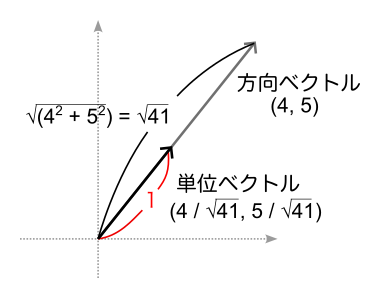 方向ベクトル
(4, 5)
√(4² + 5²) = √41
単位ベクトル
1
(4 / √41, 5 / √41)